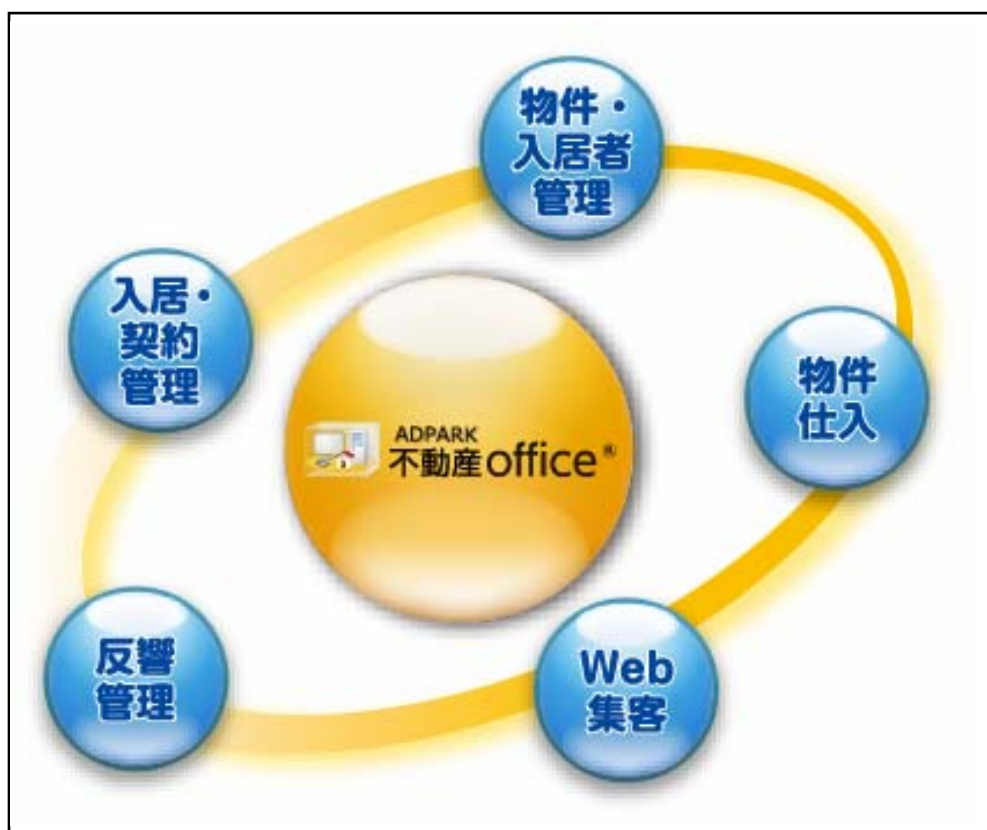 物件・
入居者
管理
入居・
契約
管理
物件
仕入
ADPARK
不動産office®
反響
管理
Web
集客